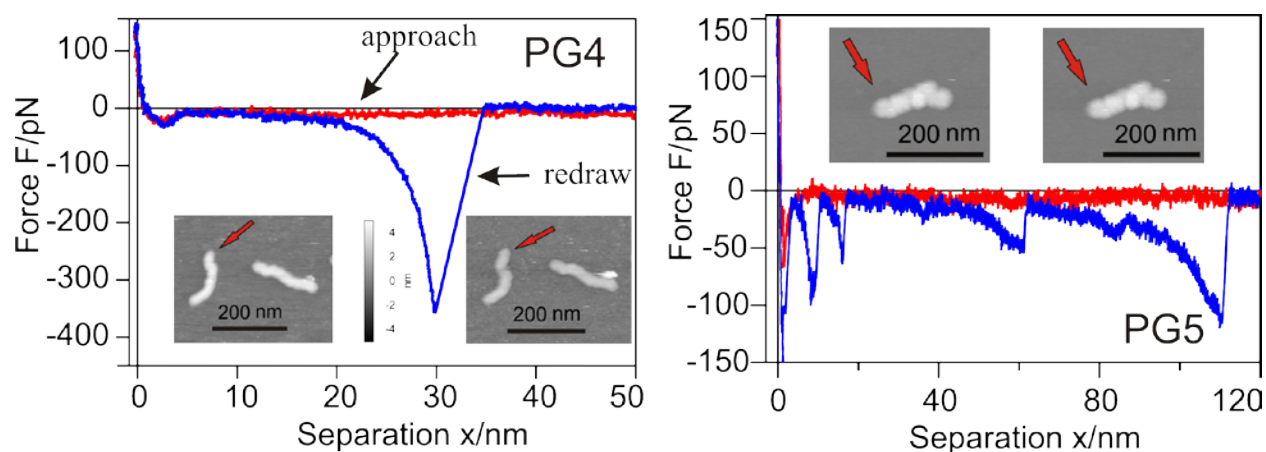 PG4
approach
redraw
Force F/pN
100
0
-100
-200
-300
-400
200 nm
4
2
0
-2
-4
nm
200 nm
0
10
20
30
40
50
Separation x/nm
PG5
Force F/pN
150
100
50
0
-50
-100
-150
200 nm
200 nm
0
40
80
120
Separation x/nm